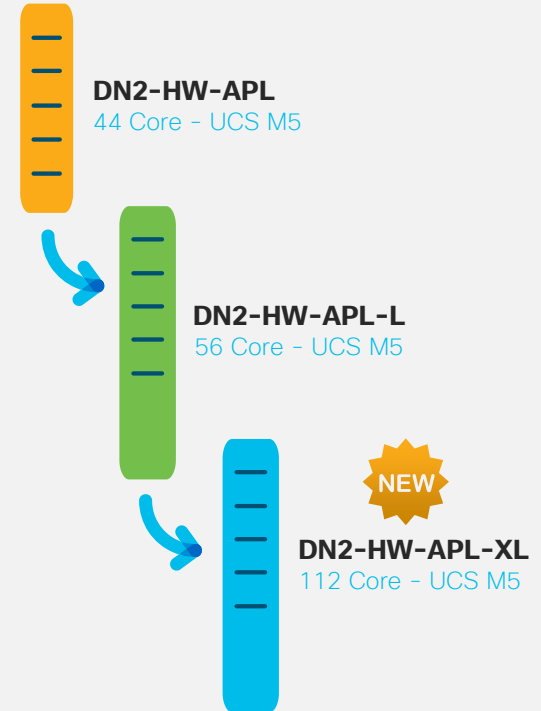 DN2-HW-APL
44 Core - UCS M5
DN2-HW-APL-L
56 Core - UCS M5
NEW
DN2-HW-APL-XL
112 Core - UCS M5